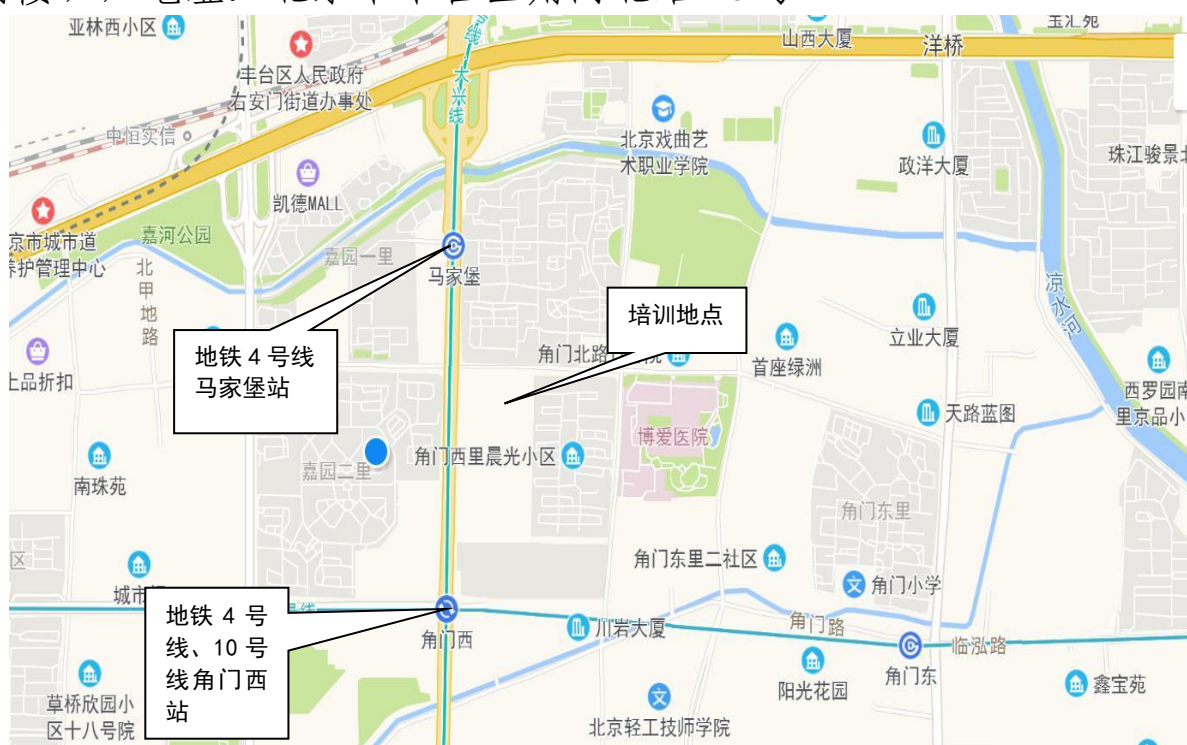 亚林西小区
宝汇苑
山西大厦
洋桥
丰台区人民政府
右安门街道办事处
大兴线
中恒实信
北京戏曲艺
术职业学院
政洋大厦
珠江骏景北
凯德MALL
京市城市道
养护管理中心
嘉河公园
嘉园一里
马家堡
北甲地路
凉水河
培训地点
立业大厦
地铁 4 号线
马家堡站
角门北路
首座绿洲
上品折扣
西罗园南
里京品小
天路蓝图
博爱医院
角门西里晨光小区
嘉园二里
南珠苑
角门东里
区
角门东里二社区
角门小学
城市
号线
地铁 4 号
线、10 号
线角门西
站
角门西
川岩大厦
角门路
临泓路
角门东
阳光花园
鑫宝苑
草桥欣园小
区十八号院
北京轻工技师学院